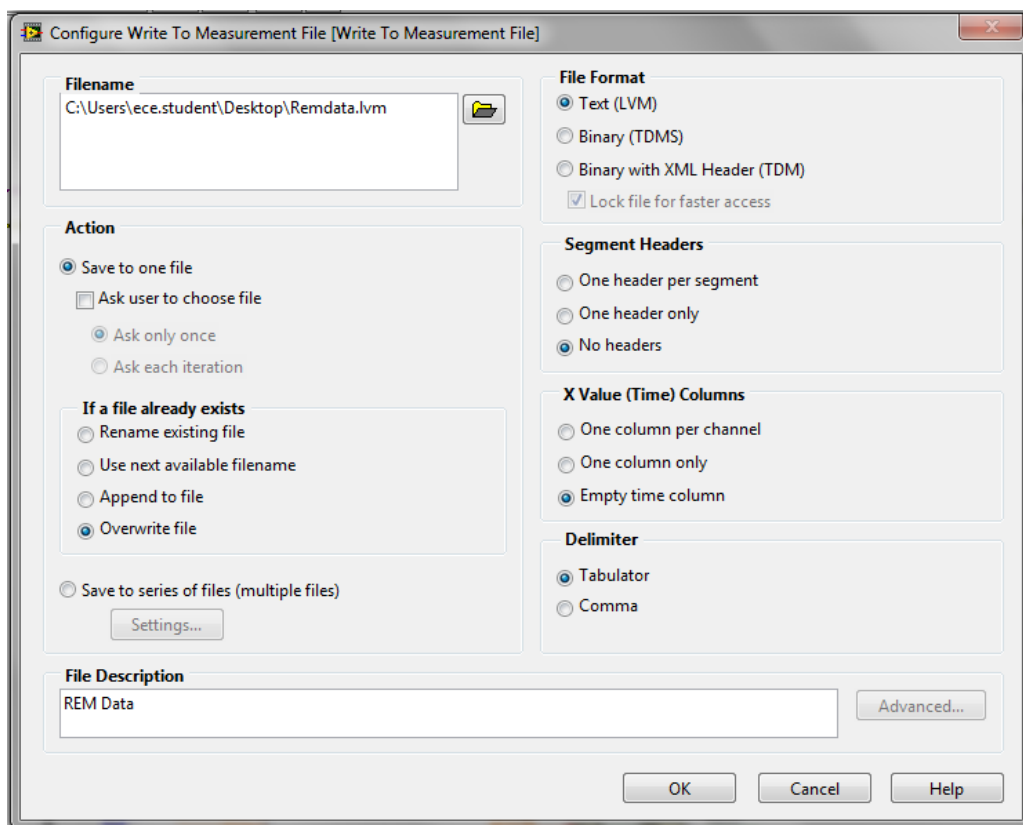 Configure Write To Measurement File [Write To Measurement File]
Filename
C:\Users\ece.student\Desktop\Remdata.lvm
Action
Save to one file
Ask user to choose file
Ask only once
Ask each iteration
If a file already exists
Rename existing file
Use next available filename
Append to file
Overwrite file
Save to series of files (multiple files)
Settings...
File Format
Text (LVM)
Binary (TDMS)
Binary with XML Header (TDM)
Lock file for faster access
Segment Headers
One header per segment
One header only
No headers
X Value (Time) Columns
One column per channel
One column only
Empty time column
Delimiter
Tabulator
Comma
File Description
REM Data
Advanced...
OK
Cancel
Help